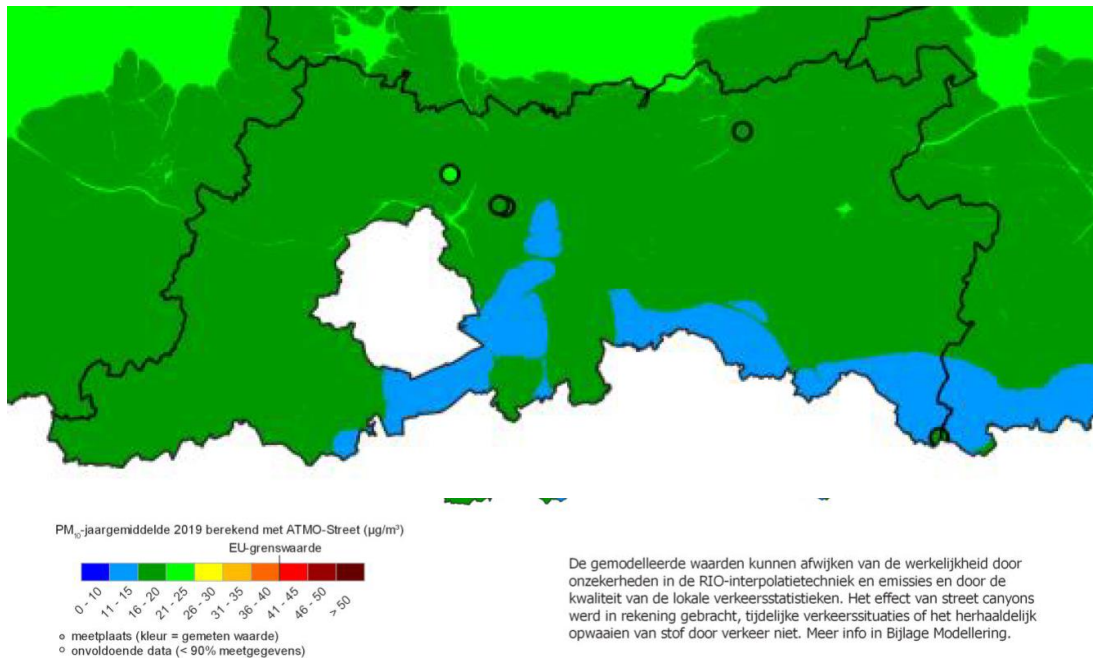 PM₁₀-jaargemiddelde 2019 berekend met ATMO-Street (µg/m³)
EU-grenswaarde
0 - 10
11 - 15
16 - 20
21 - 25
26 - 30
31 - 35
36 - 40
41 - 45
46 - 50
> 50
meetplaats (kleur = gemeten waarde)
onvoldoende data (< 90% meetgegevens)
De gemodelleerde waarden kunnen afwijken van de werkelijkheid door
onzekerheden in de RIO-interpolatietechniek en emissies en door de
kwaliteit van de lokale verkeersstatistieken. Het effect van street canyons
werd in rekening gebracht, tijdelijke verkeerssituaties of het herhaaldelijk
opwaaien van stof door verkeer niet. Meer info in Bijlage Modellering.